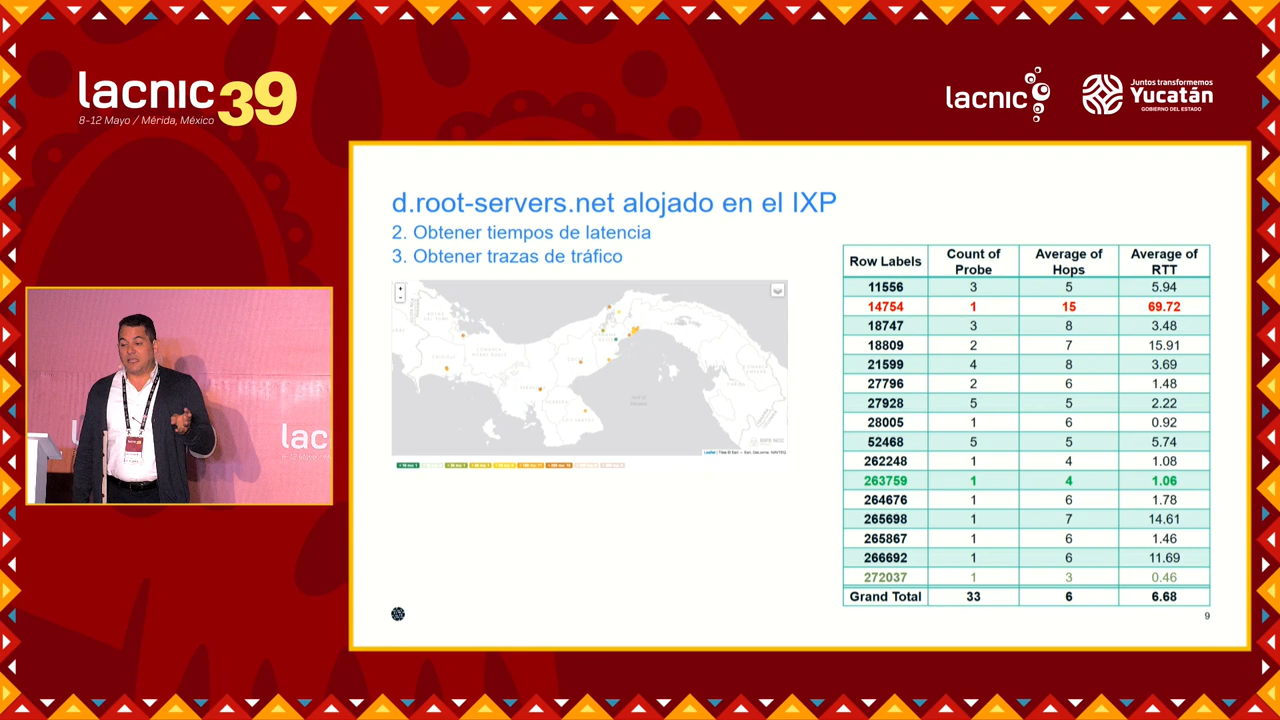 lacnic 39
8-12 Mayo / Mérida, México
lacnic
Juntos transformemos
Yucatán
GOBIERNO DEL ESTADO
d.root-servers.net alojado en el IXP
2. Obtener tiempos de latencia
3. Obtener trazas de tráfico
Row Labels Count of Probe Average of Hops Average of RTT
11556 3 5 5.94
14754 1 15 69.72
18747 3 8 3.48
18809 2 7 15.91
21599 4 8 3.69
27796 2 6 1.48
27928 5 5 2.22
28005 1 6 0.92
52468 5 5 5.74
262248 1 4 1.08
263759 1 4 1.06
264676 1 6 1.78
265698 1 7 14.61
265867 1 6 1.46
266692 1 6 11.69
272037 1 3 0.46
Grand Total 33 6 6.68
RIPE NCC
9
lac